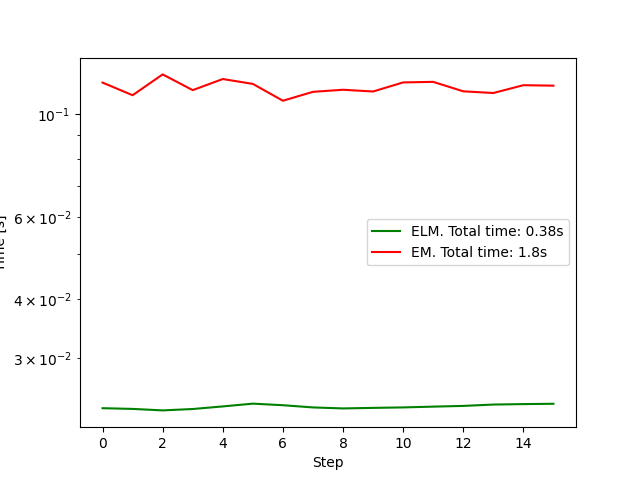 10⁻¹
6 × 10⁻²
4 × 10⁻²
3 × 10⁻²
ELM. Total time: 0.38s
EM. Total time: 1.8s
0 2 4 6 8 10 12 14
Step